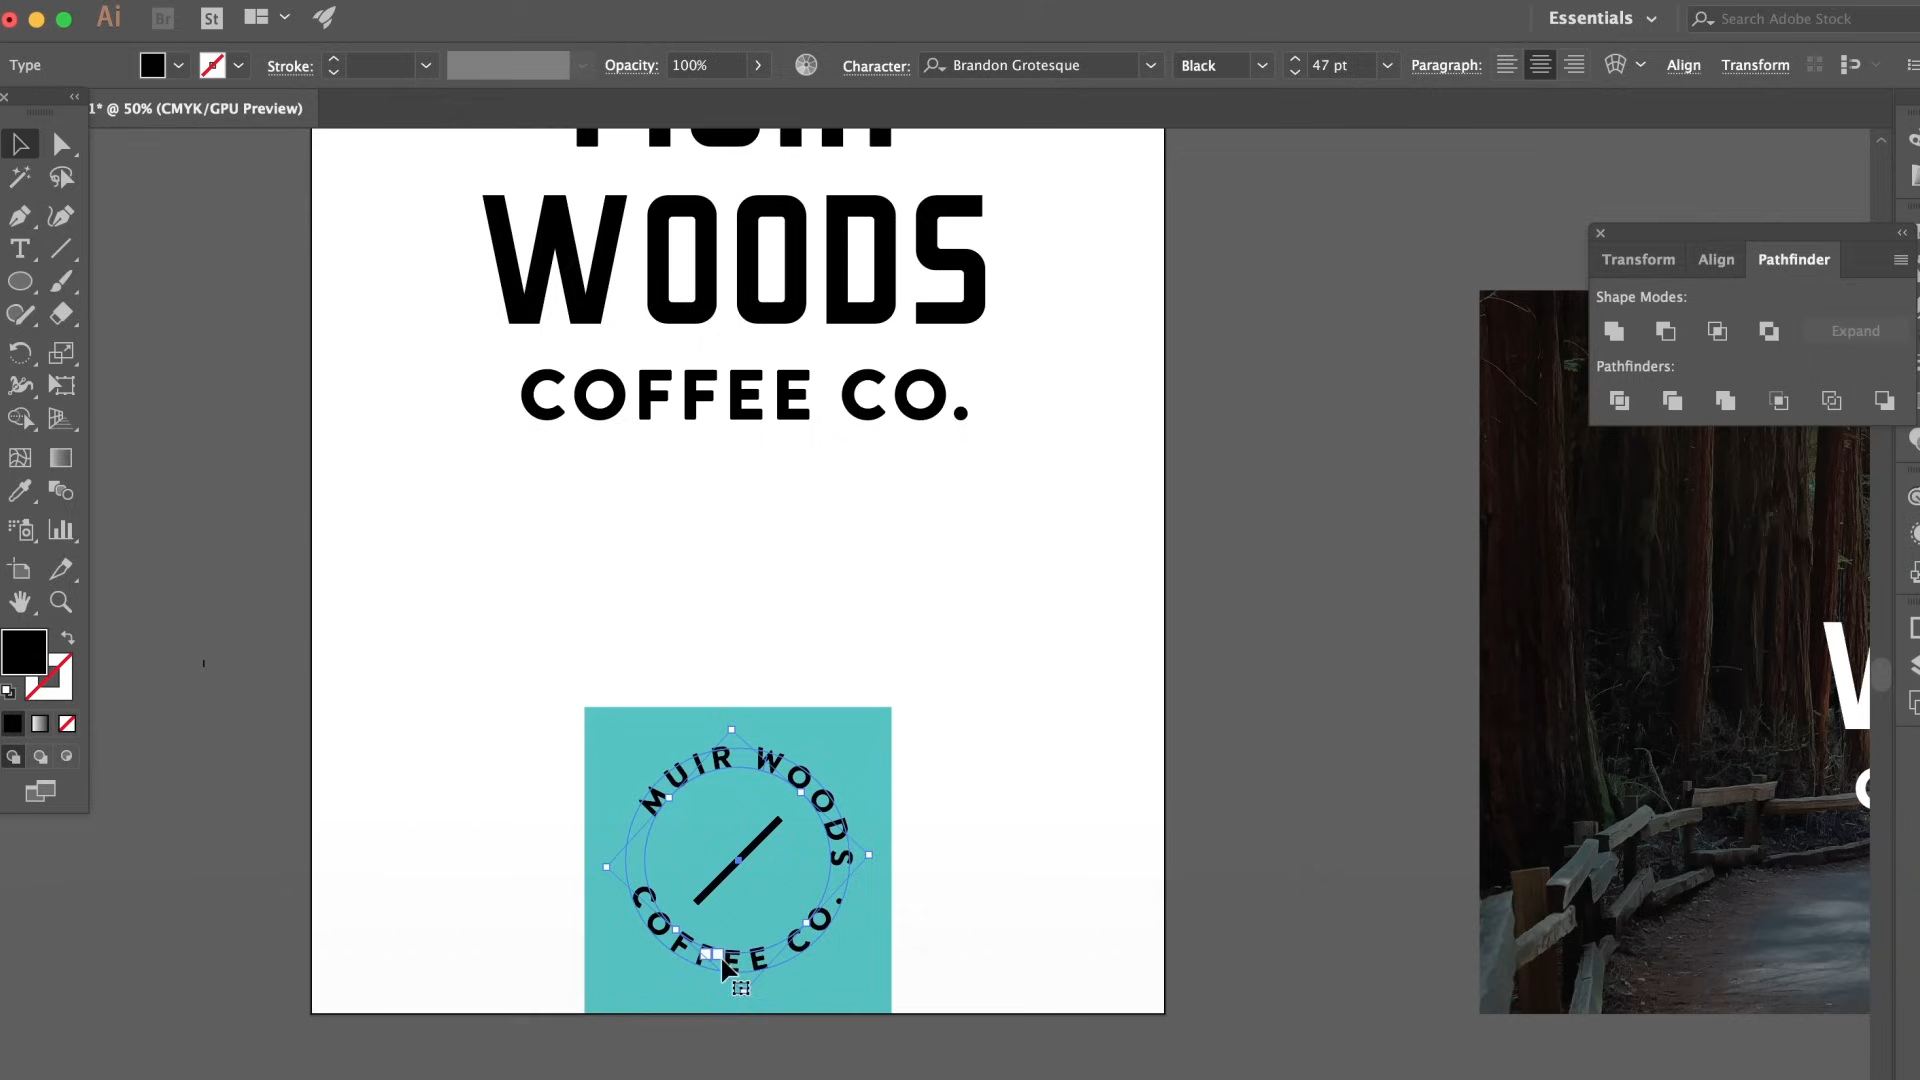 Ai Br St Essentials Search Adobe Stock
Type Stroke: Opacity: 100% Character: Brandon Grotesque Black 47 pt Paragraph: Align Transform
1* @ 50% (CMYK/GPU Preview)
WOODS
COFFEE CO.
Transform Align Pathfinder
Shape Modes:
Expand
Pathfinders:
MUIR WOODS
COFFEE CO.